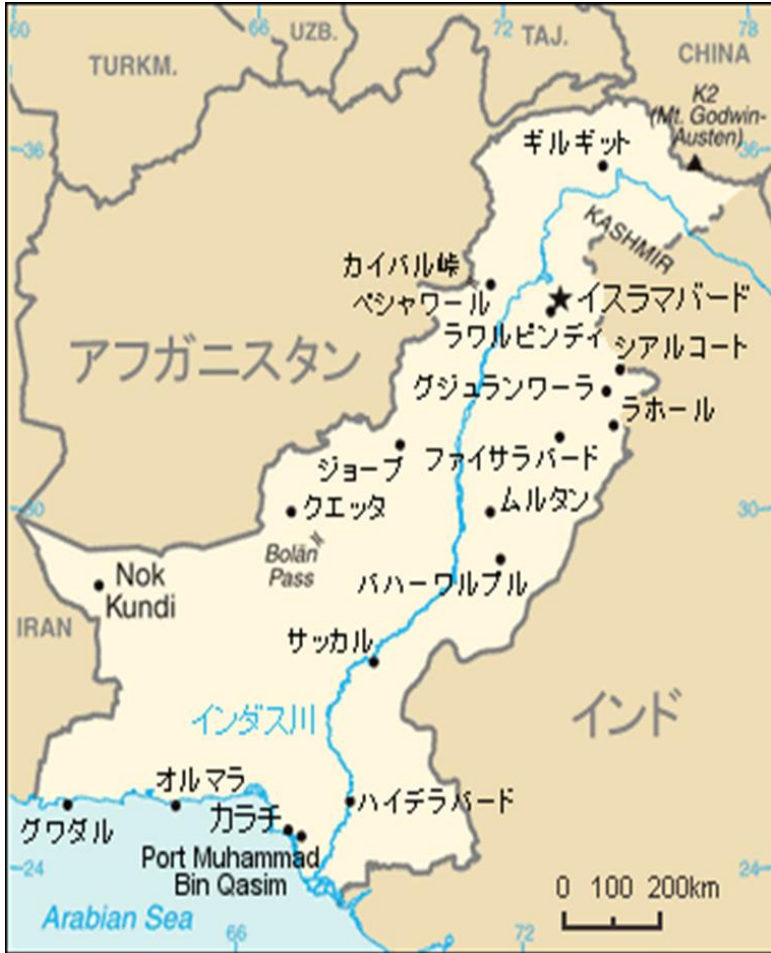 60
66
72
78
UZB.
TAJ.
TURKM.
CHINA
K2
(Mt. Godwin-
Austen)
36
36
ギルギット
KASHMIR
カイバル峠
ペシャワール
イスラマバード
ラワルピンディ
シアルコート
アフガニスタン
グジュランワーラ
ラホール
ジョーブ
ファイサラバード
クエッタ
ムルタン
30
30
Bolān
Pass
Nok
Kundi
バハーワルプル
IRAN
サッカル
インダス川
インド
オルマラ
グワダル
カラチ
ハイデラバード
Port Muhammad
Bin Qasim
24
24
0 100 200km
Arabian Sea
66
72